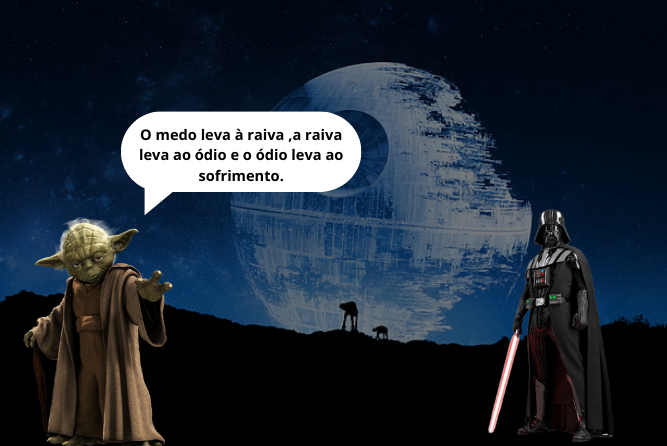 O medo leva à raiva ,a raiva
leva ao ódio e o ódio leva ao
sofrimento.